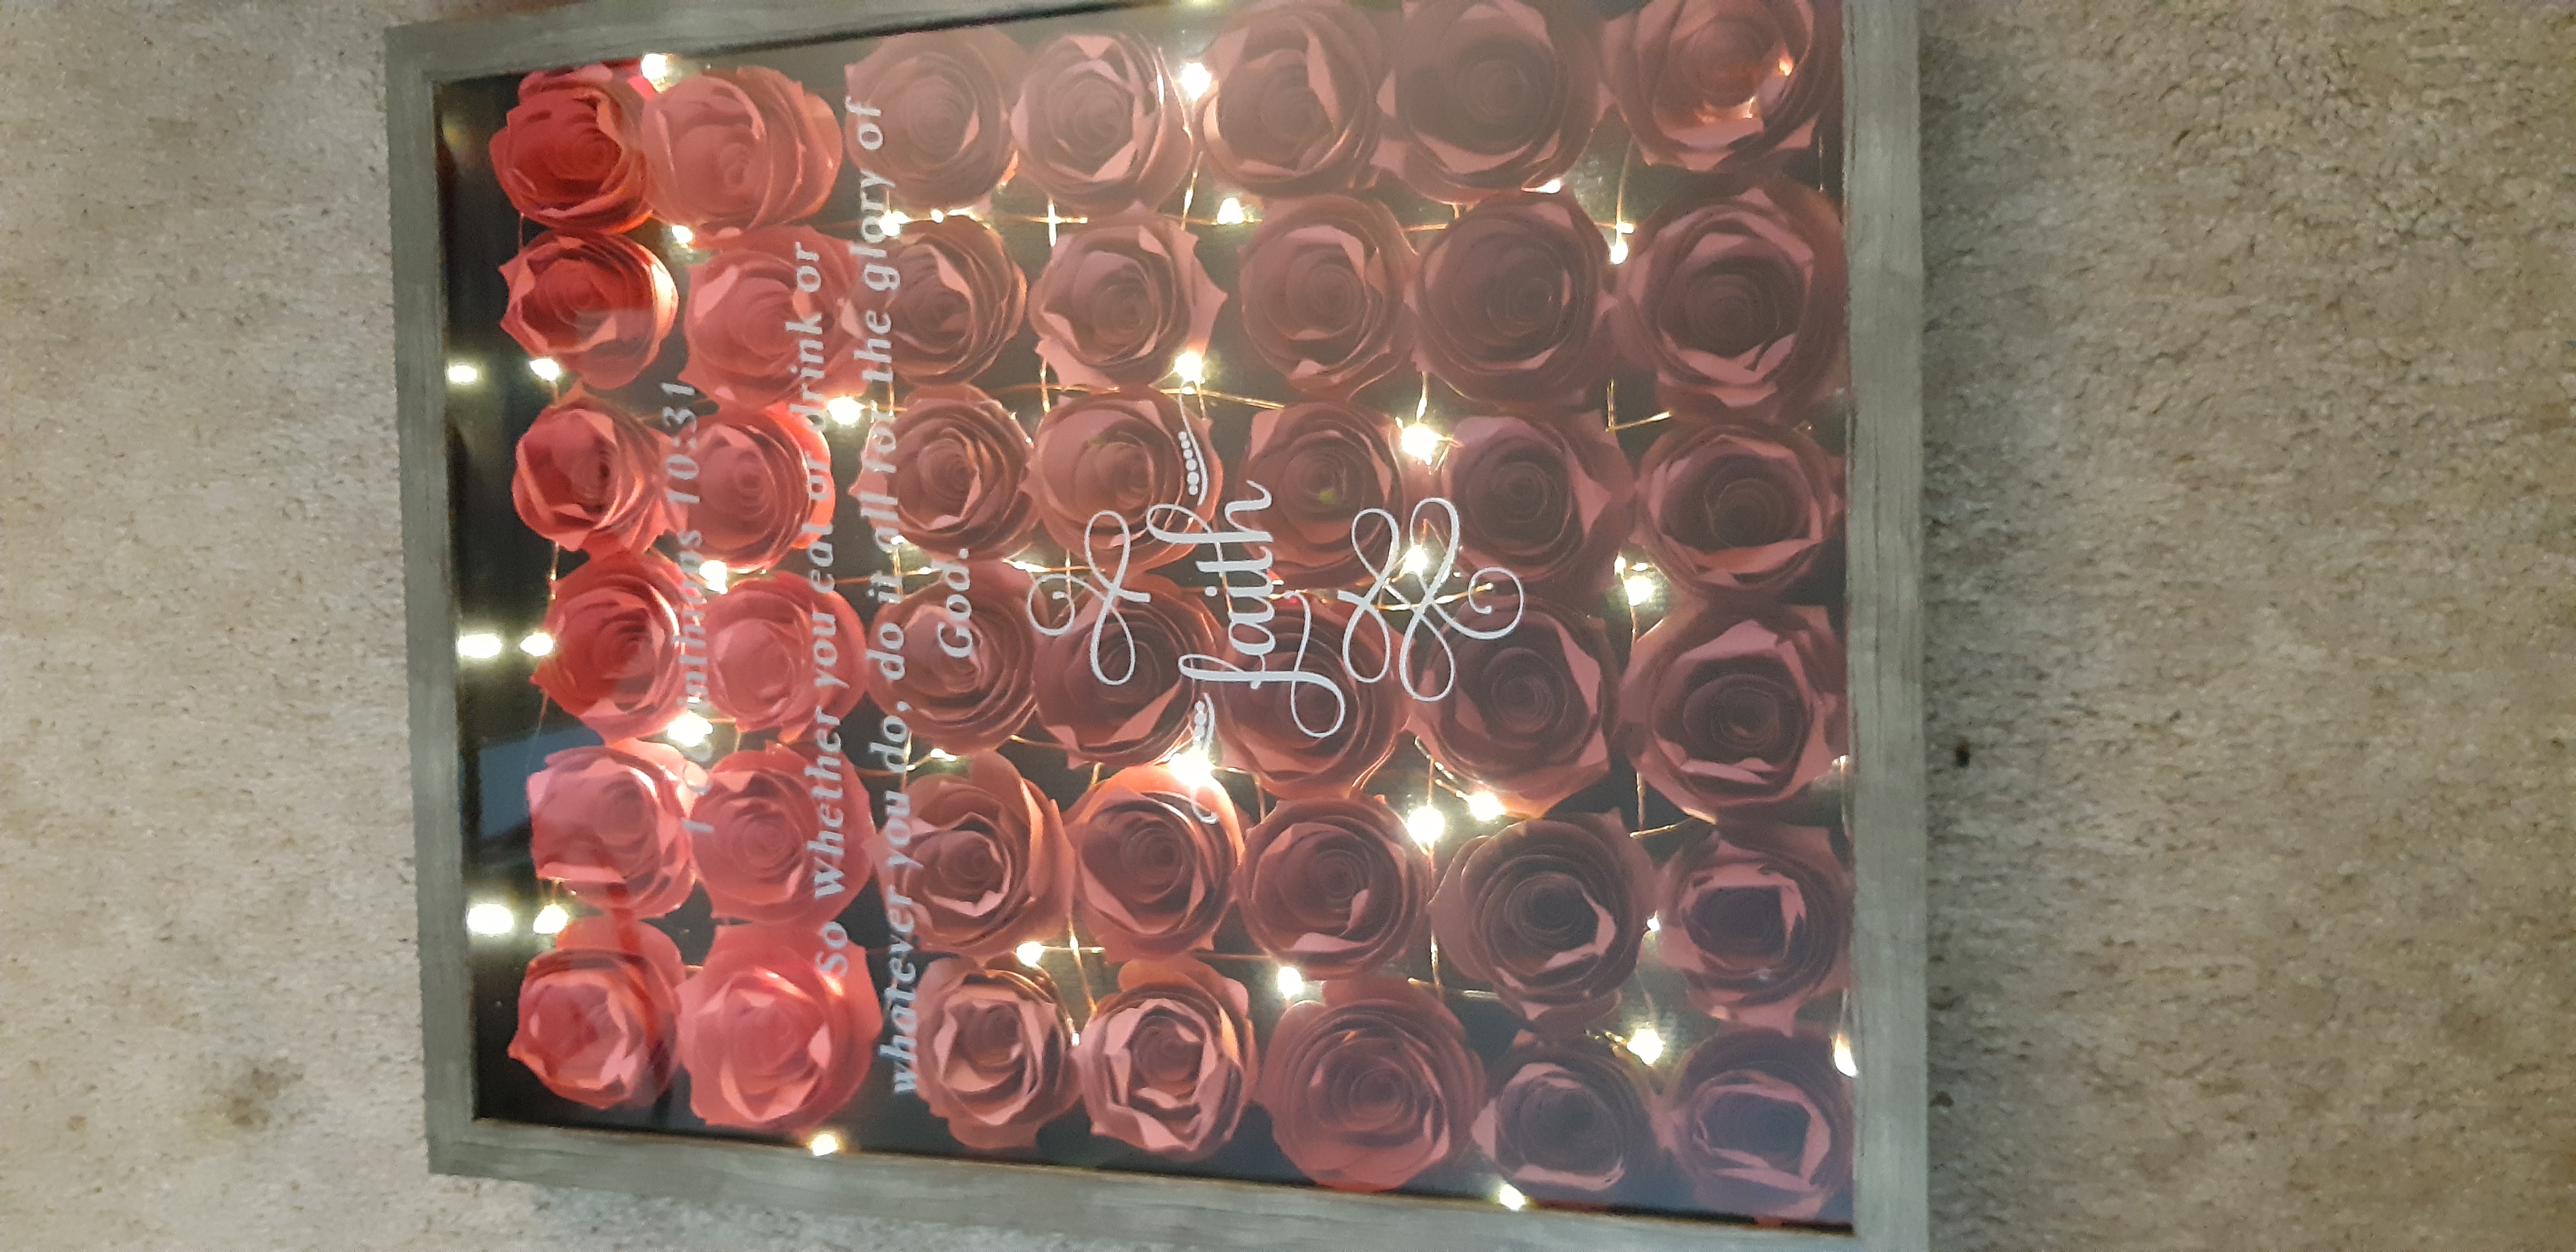 1 Corinthians 10:31
So Whether you eat or drink or
whatever you do, do it all for the glory of
God.
faith